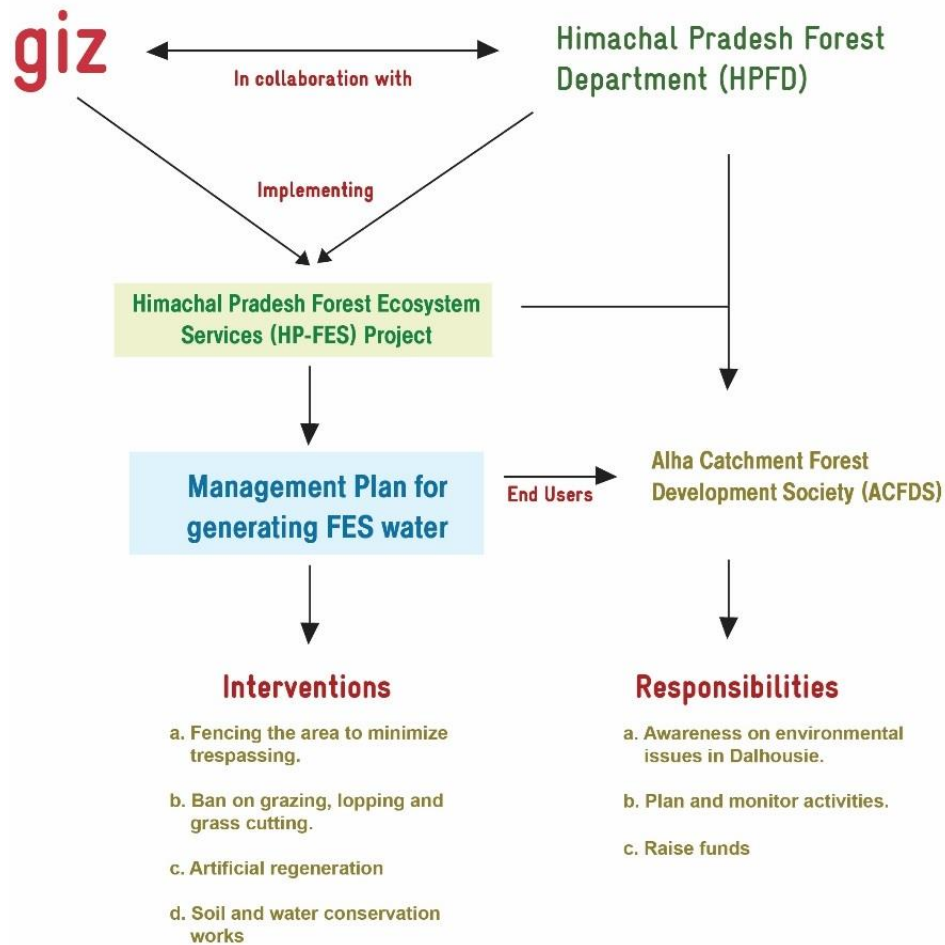 giz
In collaboration with
Himachal Pradesh Forest
Department (HPFD)
Implementing
Himachal Pradesh Forest Ecosystem
Services (HP-FES) Project
Management Plan for
generating FES water
End Users
Alha Catchment Forest
Development Society (ACFDS)
Interventions
a. Fencing the area to minimize
trespassing.
b. Ban on grazing, lopping and
grass cutting.
c. Artificial regeneration
d. Soil and water conservation
works
Responsibilities
a. Awareness on environmental
issues in Dalhousie.
b. Plan and monitor activities.
c. Raise funds